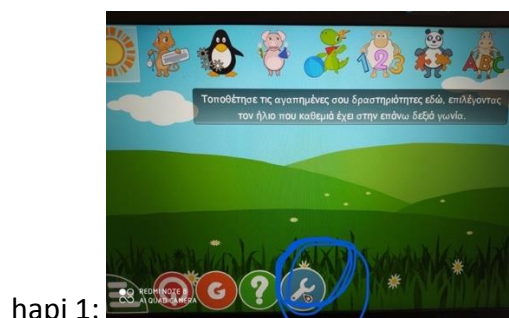 123
ABC
Τοποθέτησε τις αγαπημένες σου δραστηριότητες εδώ, επιλέγοντας
τον ήλιο που καθεμιά έχει στην επάνω δεξιά γωνία.
REDMI NOTE 8
AI QUAD CAMERA
G
?
hapi 1: